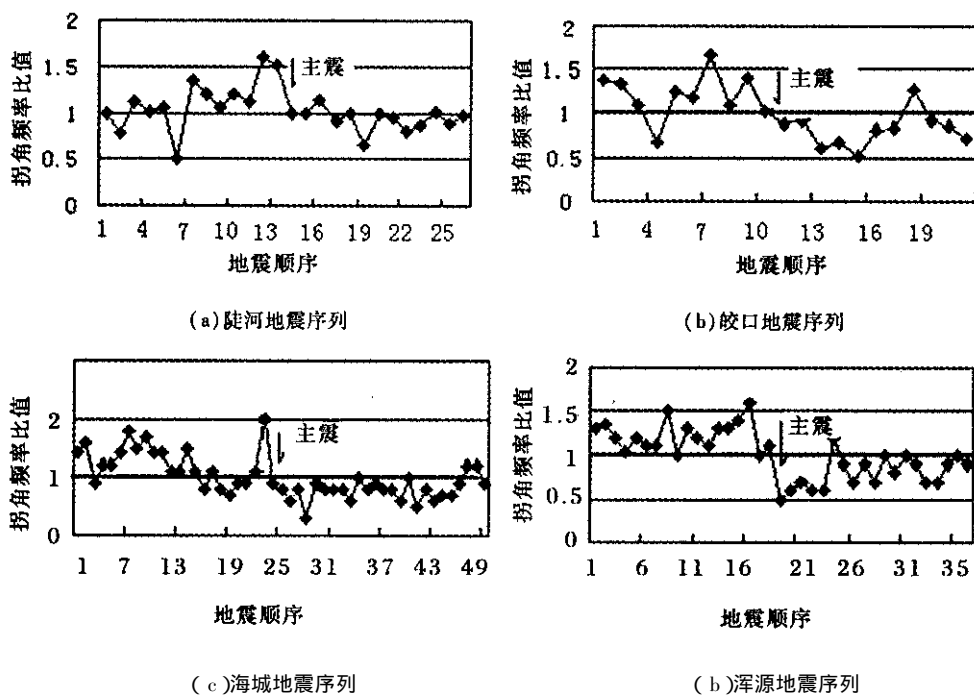 拐角频率比值
2
1.5
1
0.5
0
主震
1 4 7 10 13 16 19 22 25
地震顺序
(a)陡河地震序列
拐角频率比值
2
1.5
1
0.5
0
主震
1 4 7 10 13 16 19
地震顺序
(b)皎口地震序列
拐角频率比值
2
1
0
主震
1 7 13 19 25 31 37 43 49
地震顺序
(c)海城地震序列
拐角频率比值
2
1.5
1
0.5
0
主震
1 6 11 16 21 26 31 35
地震顺序
(b)浑源地震序列